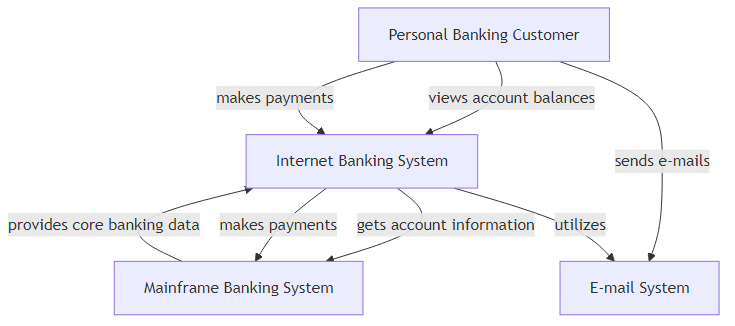 Personal Banking Customer
makes payments
views account balances
Internet Banking System
sends e-mails
provides core banking data
makes payments
gets account information
utilizes
Mainframe Banking System
E-mail System